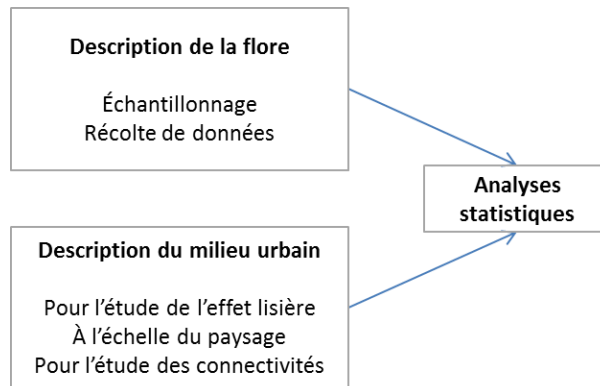 Description de la flore
Échantillonnage
Récolte de données
Analyses
statistiques
Description du milieu urbain
Pour l'étude de l'effet lisière
À l'échelle du paysage
Pour l'étude des connectivités